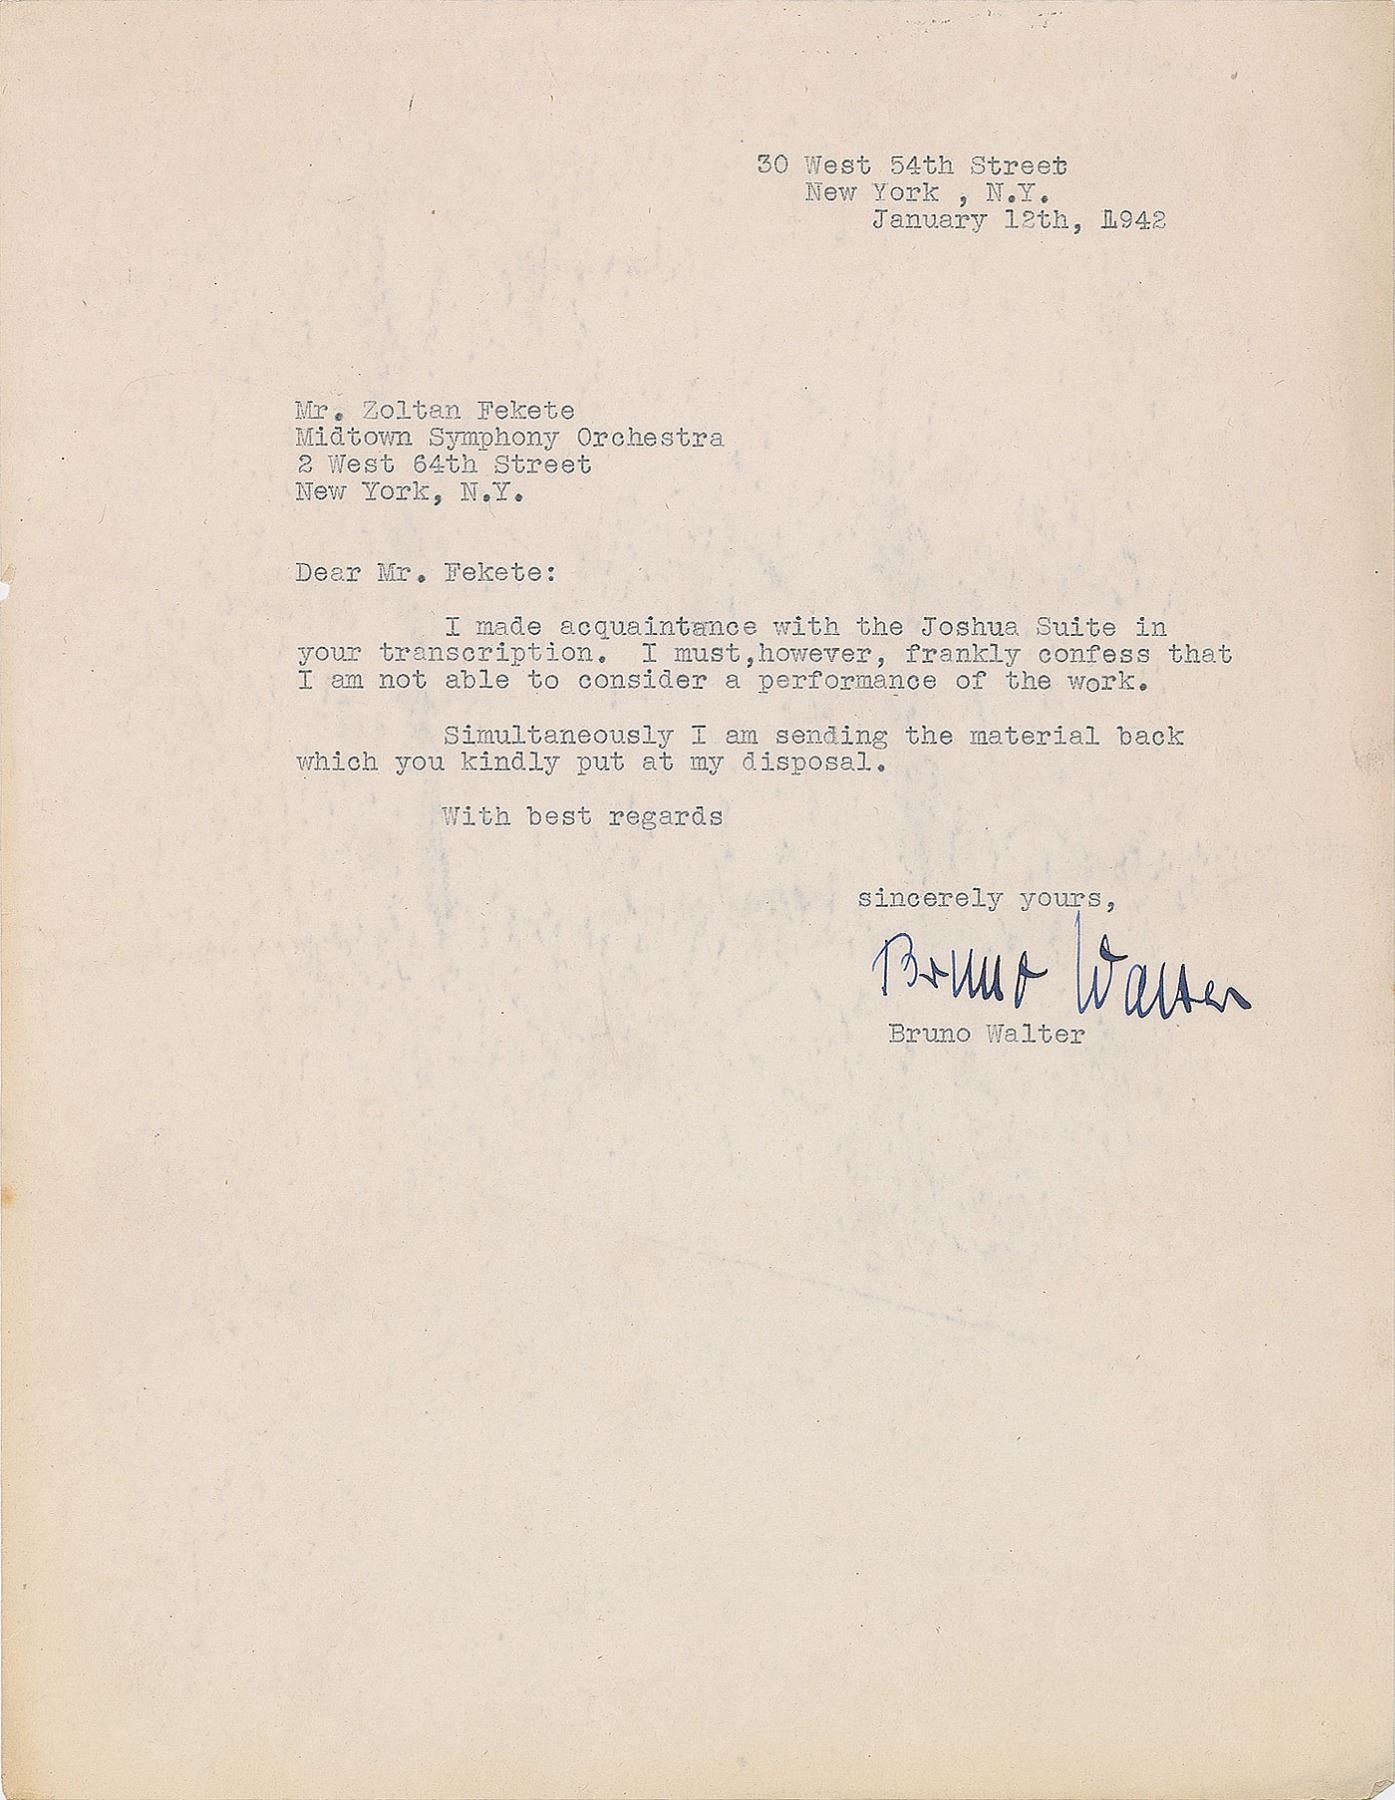 30 West 54th Street
New York , N.Y.
January 12th, 1942
Mr. Zoltan Fekete
Midtown Symphony Orchestra
2 West 64th Street
New York, N.Y.
Dear Mr. Fekete:
I made acquaintance with the Joshua Suite in
your transcription. I must,however, frankly confess that
I am not able to consider a performance of the work.
Simultaneously I am sending the material back
which you kindly put at my disposal.
With best regards
sincerely yours,
Bruno Walter
Bruno Walter